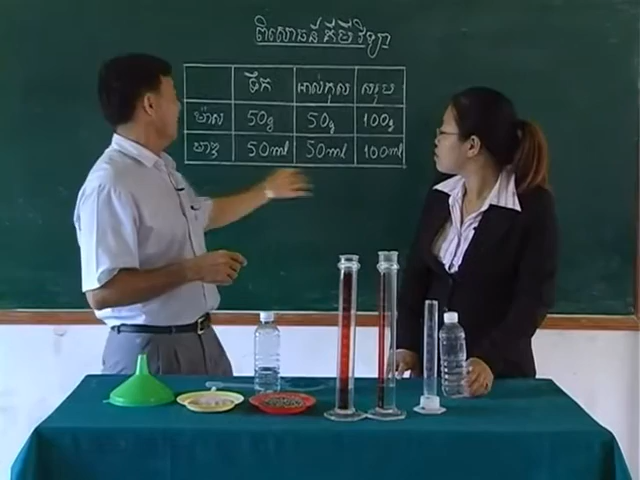 ពិសោធន៍គីមីវិទ្យា
ទឹក អាល់កុល សរុប
ម៉ាស 50g 50g 100g
មាឌ 50ml 50ml 100ml